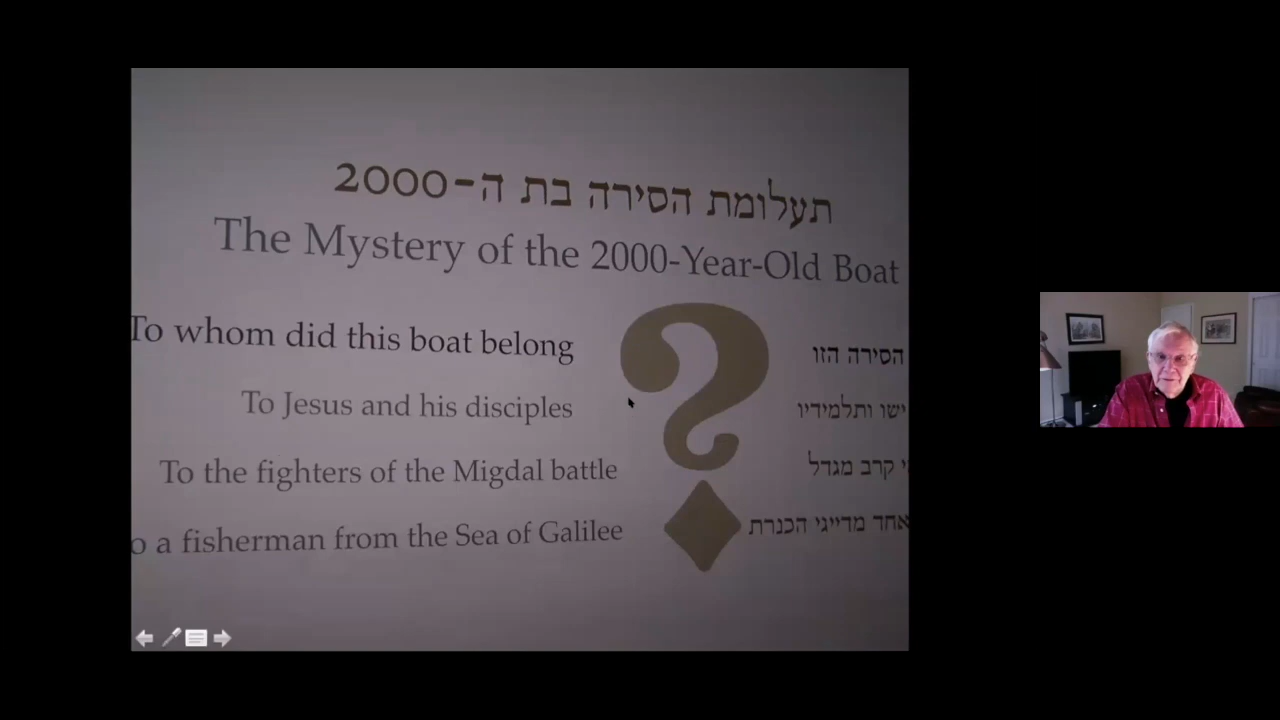 תעלומת הסירה בת ה-2000
The Mystery of the 2000-Year-Old Boat
To whom did this boat belong
הסירה הזו
To Jesus and his disciples
ישו ותלמידיו
To the fighters of the Migdal battle
י קרב מגדל
o a fisherman from the Sea of Galilee
אחד מדייגי הכנרת
?